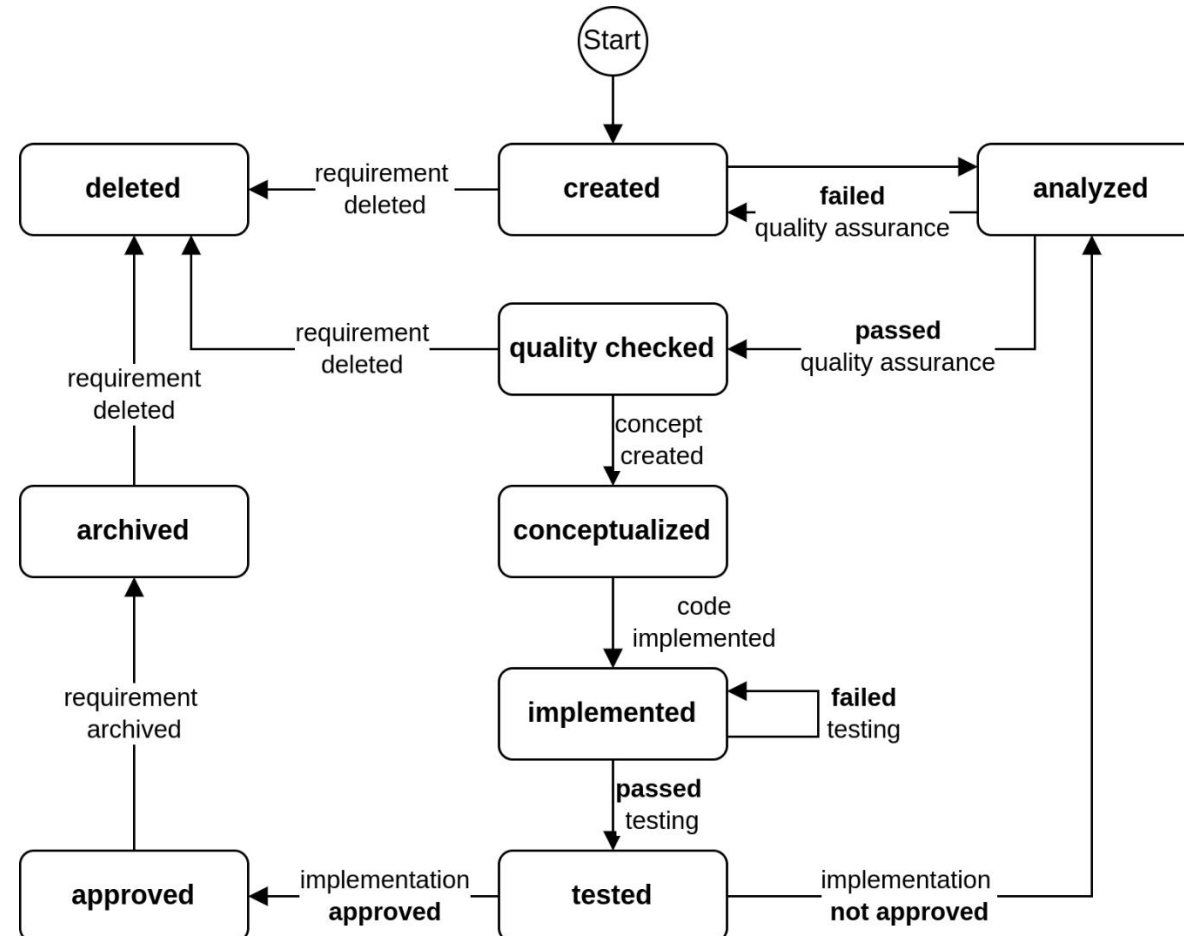 Start
deleted
requirement
deleted
created
failed
quality assurance
analyzed
requirement
deleted
quality checked
passed
quality assurance
requirement
deleted
concept
created
archived
conceptualized
code
implemented
requirement
archived
implemented
failed
testing
passed
testing
approved
implementation
approved
tested
implementation
not approved